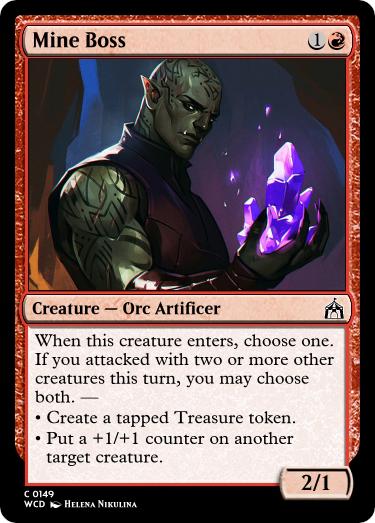 Mine Boss 1
Creature — Orc Artificer
When this creature enters, choose one.
If you attacked with two or more other
creatures this turn, you may choose
both. —
• Create a tapped Treasure token.
• Put a +1/+1 counter on another
target creature.
2/1
C 0149
WCD Helena Nikulina